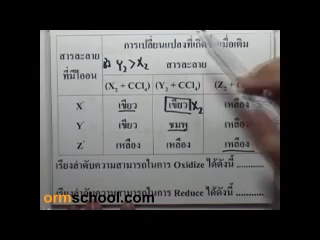 การเปลี่ยนแปลงที่เกิด เมื่อเติม
สารละลาย
ที่มีไอออน
Y₂ > X₂ สารละลาย
(X₂ + CCl₄) (Y₂ + CCl₄) (Z₂ + CCl₄)
X⁻ เขียว เขียว X₂ เหลือง
Y⁻ เขียว ชมพู เหลือง
Z⁻ เหลือง เหลือง เหลือง
เรียงลำดับความสามารถในการ Oxidize ได้ดังนี้
เรียงลำดับความสามารถในการ Reduce ได้ดังนี้
ormschool.com